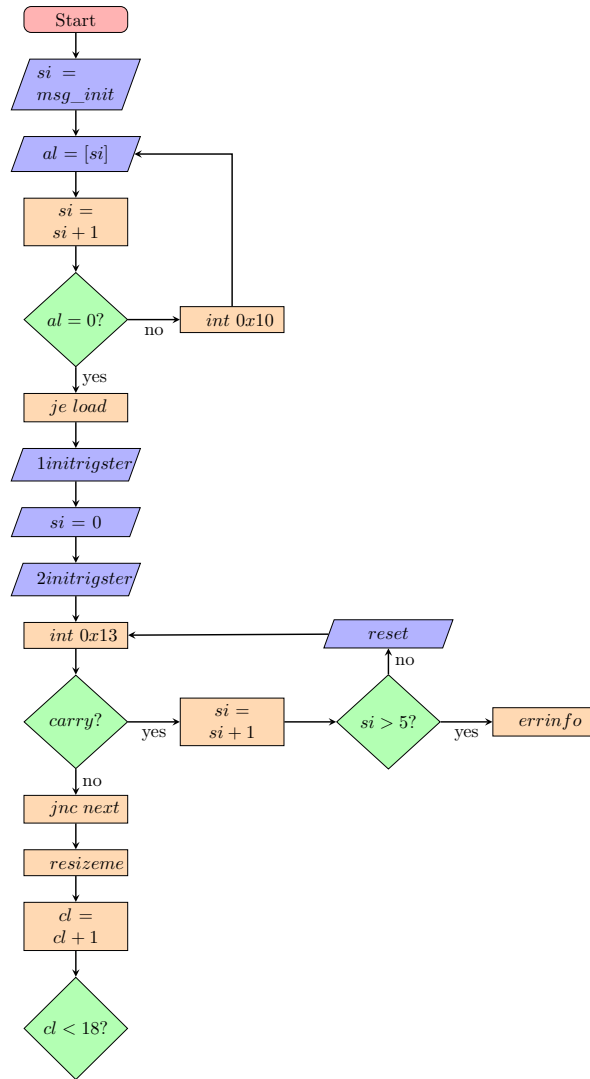 Start
si =
msg_init
al = [si]
si =
si + 1
al = 0?
no
int 0x10
yes
je load
1initrigster
si = 0
2initrigster
int 0x13
reset
no
carry?
yes
si =
si + 1
si > 5?
yes
errinfo
no
jnc next
resizeme
cl =
cl + 1
cl < 18?